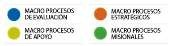 MACRO PROCESOS
DE EVALUACIÓN
MACRO PROCESOS
ESTRATÉGICOS
MACRO PROCESOS
DE APOYO
MACRO PROCESOS
MISIONALES